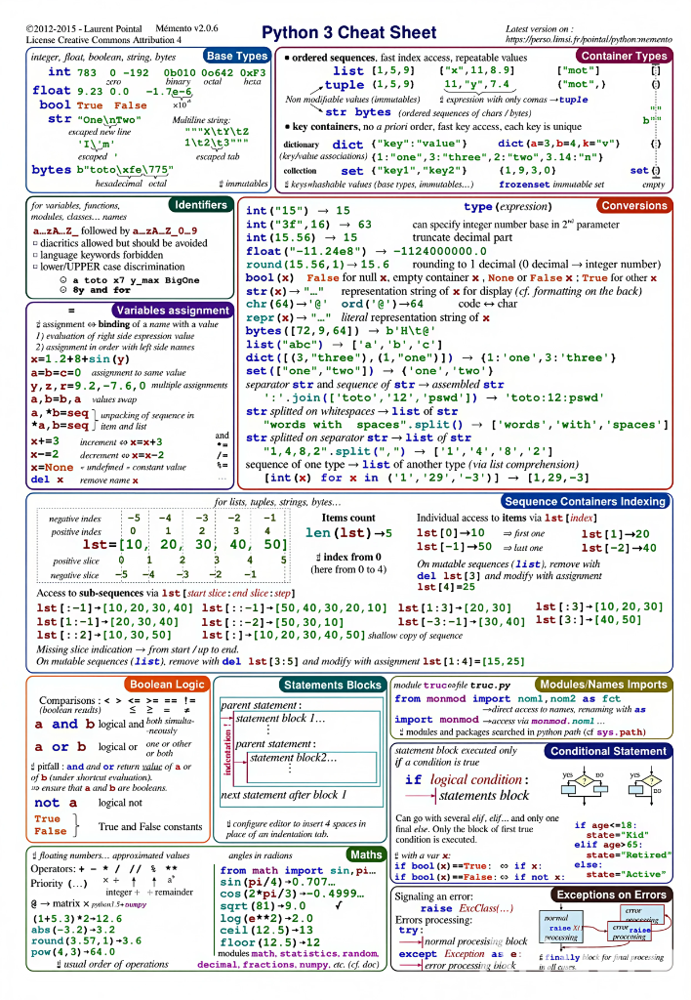 ©2012-2015 - Laurent Pointal Mémento v2.0.6
License Creative Commons Attribution 4
Python 3 Cheat Sheet
Latest version on :
https://perso.limsi.fr/pointal/python:memento
integer, float, boolean, string, bytes
Base Types
int 783 0 -192 0b010 0o642 0xF3
zero binary octal hexa
float 9.23 0.0 -1.7e-6
×10⁻⁶
bool True False
str "One\nTwo"
escaped new line
'I\'m'
escaped '
Multiline string:
"""X\tY\tZ
1\t2\t3"""
escaped tab
bytes b"toto\xfe\775"
hexadecimal octal
☝ immutables
Container Types
▪ ordered sequences, fast index access, repeatable values
list [1,5,9] ["x",11,8.9] ["mot"] []
tuple (1,5,9) 11,"y",7.4 ("mot",) ()
Non modifiable values (immutables)
☝ expression with only commas →tuple
str bytes (ordered sequences of chars / bytes)
""
b""
▪ key containers, no a priori order, fast key access, each key is unique
dictionary dict {"key":"value"} dict(a=3,b=4,k="v") {}
(key/value associations) {1:"one",3:"three",2:"two",3.14:"π"}
collection set {"key1","key2"} {1,9,3,0} set()
☝ keys=hashable values (base types, immutables…) frozenset immutable set empty
Identifiers
for variables, functions,
modules, classes… names
a…zA…Z_ followed by a…zA…Z_0…9
▫ diacritics allowed but should be avoided
▫ language keywords forbidden
▫ lower/UPPER case discrimination
☺ a toto x7 y_max BigOne
☹ 8y and for
= Variables assignment
☝ assignment ⇔ binding of a name with a value
1) evaluation of right side expression value
2) assignment in order with left side names
x=1.2+8+sin(y)
a=b=c=0 assignment to same value
y,z,r=9.2,-7.6,0 multiple assignments
a,b=b,a values swap
a,*b=seq
*a,b=seq
unpacking of sequence in
item and list
x+=3 increment ⇔ x=x+3
x-=2 decrement ⇔ x=x-2
x=None « undefined » constant value
del x remove name x
and
*=
/=
%=
…
Conversions
type(expression)
int("15") → 15
int("3f",16) → 63 can specify integer number base in 2nd parameter
int(15.56) → 15 truncate decimal part
float("-11.24e8") → -1124000000.0
round(15.56,1)→ 15.6 rounding to 1 decimal (0 decimal → integer number)
bool(x) False for null x, empty container x , None or False x ; True for other x
str(x)→ "…" representation string of x for display (cf. formatting on the back)
chr(64)→'@' ord('@')→64 code ↔ char
repr(x)→ "…" literal representation string of x
bytes([72,9,64]) → b'H\t@'
list("abc") → ['a','b','c']
dict([(3,"three"),(1,"one")]) → {1:'one',3:'three'}
set(["one","two"]) → {'one','two'}
separator str and sequence of str → assembled str
':'.join(['toto','12','pswd']) → 'toto:12:pswd'
str splitted on whitespaces → list of str
"words with  spaces".split() → ['words','with','spaces']
str splitted on separator str → list of str
"1,4,8,2".split(",") → ['1','4','8','2']
sequence of one type → list of another type (via list comprehension)
[int(x) for x in ('1','29','-3')] → [1,29,-3]
for lists, tuples, strings, bytes…
Sequence Containers Indexing
negative index -5 -4 -3 -2 -1
positive index 0 1 2 3 4
lst=[10, 20, 30, 40, 50]
positive slice 0 1 2 3 4 5
negative slice -5 -4 -3 -2 -1
Items count
len(lst)→5
☝ index from 0
(here from 0 to 4)
Individual access to items via lst[index]
lst[0]→10 ⇒ first one lst[1]→20
lst[-1]→50 ⇒ last one lst[-2]→40
On mutable sequences (list), remove with
del lst[3] and modify with assignment
lst[4]=25
Access to sub-sequences via lst[start slice:end slice:step]
lst[:-1]→[10,20,30,40] lst[::-1]→[50,40,30,20,10] lst[1:3]→[20,30] lst[:3]→[10,20,30]
lst[1:-1]→[20,30,40] lst[::-2]→[50,30,10] lst[-3:-1]→[30,40] lst[3:]→[40,50]
lst[::2]→[10,30,50] lst[:]→[10,20,30,40,50] shallow copy of sequence
Missing slice indication → from start / up to end.
On mutable sequences (list), remove with del lst[3:5] and modify with assignment lst[1:4]=[15,25]
Boolean Logic
Comparisons : < > <= >= == !=
(boolean results) ≤ ≥ = ≠
a and b logical and both simulta-
-neously
a or b logical or one or other
or both
☝ pitfall : and and or return value of a or
of b (under shortcut evaluation).
⇒ ensure that a and b are booleans.
not a logical not
True
False
True and False constants
Statements Blocks
parent statement :
statement block 1…
⋮
parent statement :
statement block2…
⋮
next statement after block 1
indentation !
☝ configure editor to insert 4 spaces in
place of an indentation tab.
module truc⇔file truc.py
Modules/Names Imports
from monmod import nom1,nom2 as fct
→direct access to names, renaming with as
import monmod →access via monmod.nom1 …
☝ modules and packages searched in python path (cf sys.path)
statement block executed only
if a condition is true
Conditional Statement
if logical condition :
statements block
yes ? no
yes ? no
Can go with several elif, elif... and only one
final else. Only the block of first true
condition is executed.
☝ with a var x:
if bool(x)==True: ⇔ if x:
if bool(x)==False: ⇔ if not x:
if age<=18:
state="Kid"
elif age>65:
state="Retired"
else:
state="Active"
☝ floating numbers… approximated values
angles in radians
Maths
Operators: + - * / // % **
Priority (…) × ÷ aᵇ
integer ÷ ÷ remainder
@ → matrix × python3.5+numpy
(1+5.3)*2→12.6
abs(-3.2)→3.2
round(3.57,1)→3.6
pow(4,3)→64.0
☝ usual order of operations
from math import sin,pi…
sin(pi/4)→0.707…
cos(2*pi/3)→-0.4999…
sqrt(81)→9.0 √
log(e**2)→2.0
ceil(12.5)→13
floor(12.5)→12
modules math, statistics, random,
decimal, fractions, numpy, etc. (cf. doc)
Exceptions on Errors
Signaling an error:
raise ExcClass(…)
Errors processing:
try:
normal procesising block
except Exception as e:
error processing block
normal
raise X()
processing
error
processing
error
raise
processing
☝ finally block for final processing
in all cases.